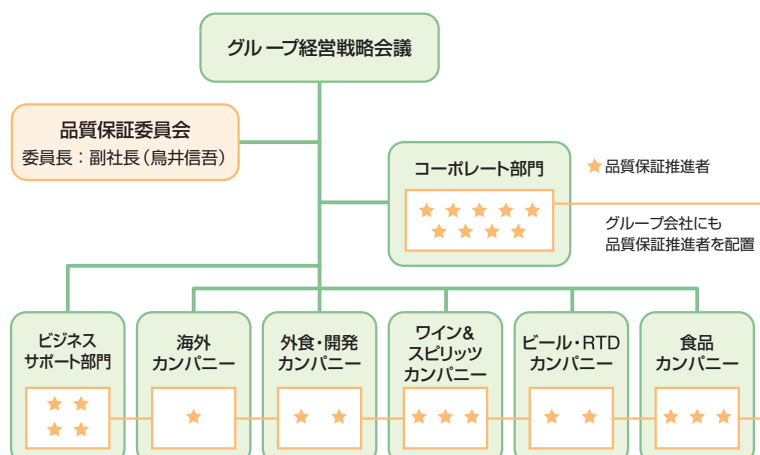 グループ経営戦略会議
品質保証委員会
委員長：副社長（鳥井信吾）
コーポレート部門
★品質保証推進者
グループ会社にも
品質保証推進者を配置
ビジネス
サポート部門
海外
カンパニー
外食・開発
カンパニー
ワイン&
スピリッツ
カンパニー
ビール・RTD
カンパニー
食品
カンパニー